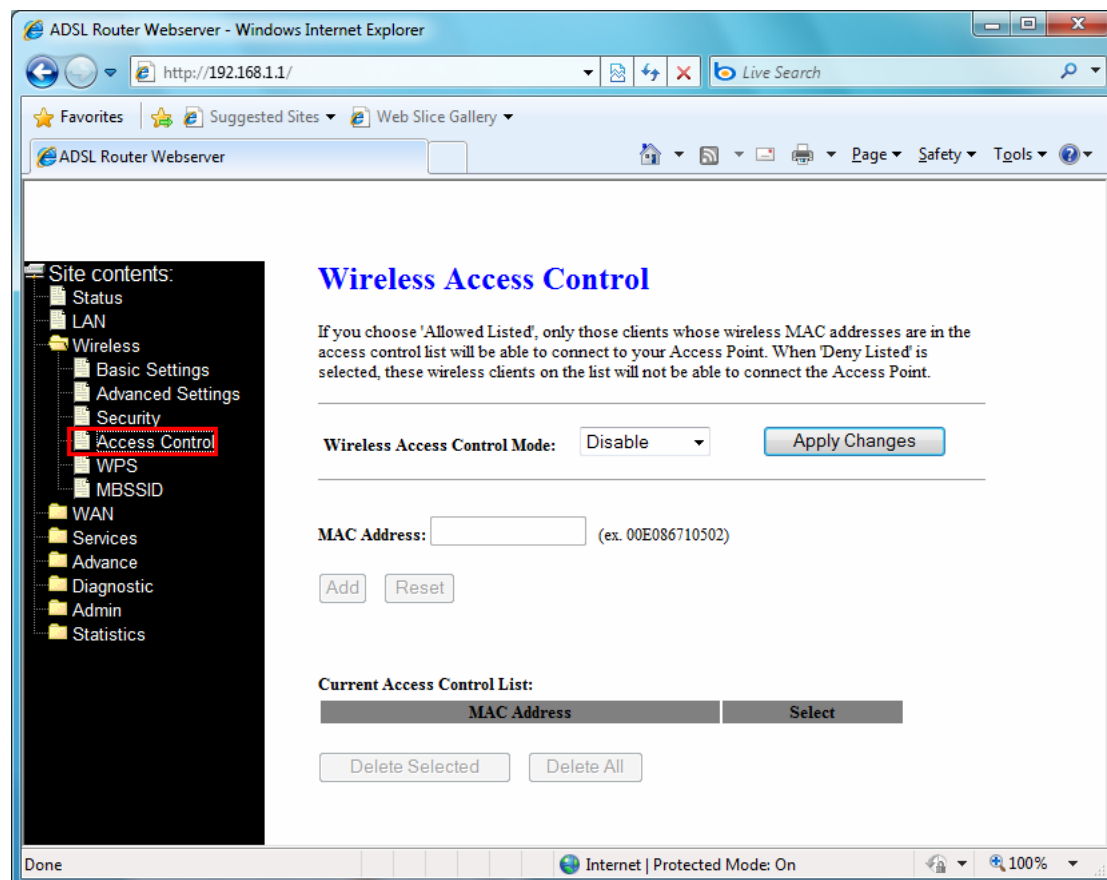 ADSL Router Webserver - Windows Internet Explorer
http://192.168.1.1/
Live Search
Favorites
Suggested Sites
Web Slice Gallery
ADSL Router Webserver
Page
Safety
Tools
Site contents:
Status
LAN
Wireless
Basic Settings
Advanced Settings
Security
Access Control
WPS
MBSSID
WAN
Services
Advance
Diagnostic
Admin
Statistics
Wireless Access Control
If you choose 'Allowed Listed', only those clients whose wireless MAC addresses are in the
access control list will be able to connect to your Access Point. When 'Deny Listed' is
selected, these wireless clients on the list will not be able to connect the Access Point.
Wireless Access Control Mode: Disable Apply Changes
MAC Address: (ex. 00E086710502)
Add Reset
Current Access Control List:
MAC Address Select
Delete Selected Delete All
Done
Internet | Protected Mode: On
100%